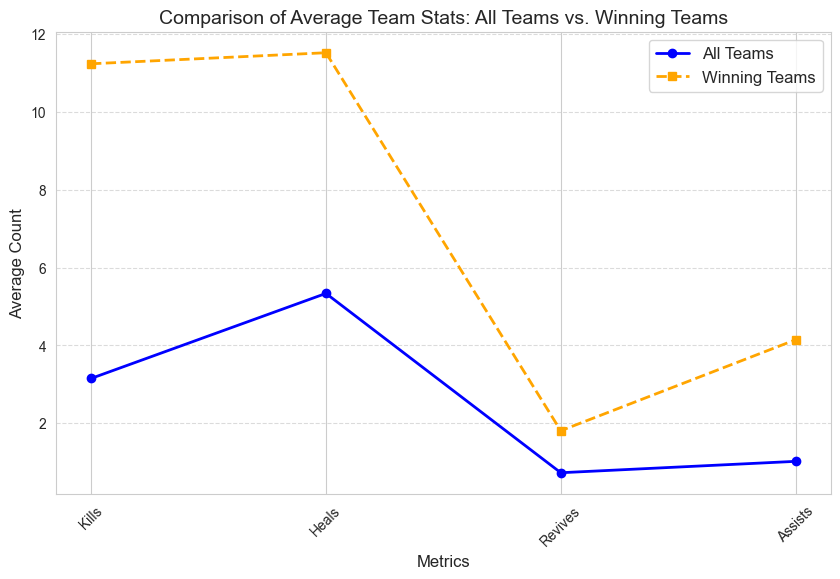 Comparison of Average Team Stats: All Teams vs. Winning Teams
All Teams
Winning Teams
Average Count
12
10
8
6
4
2
Kills
Heals
Revives
Assists
Metrics